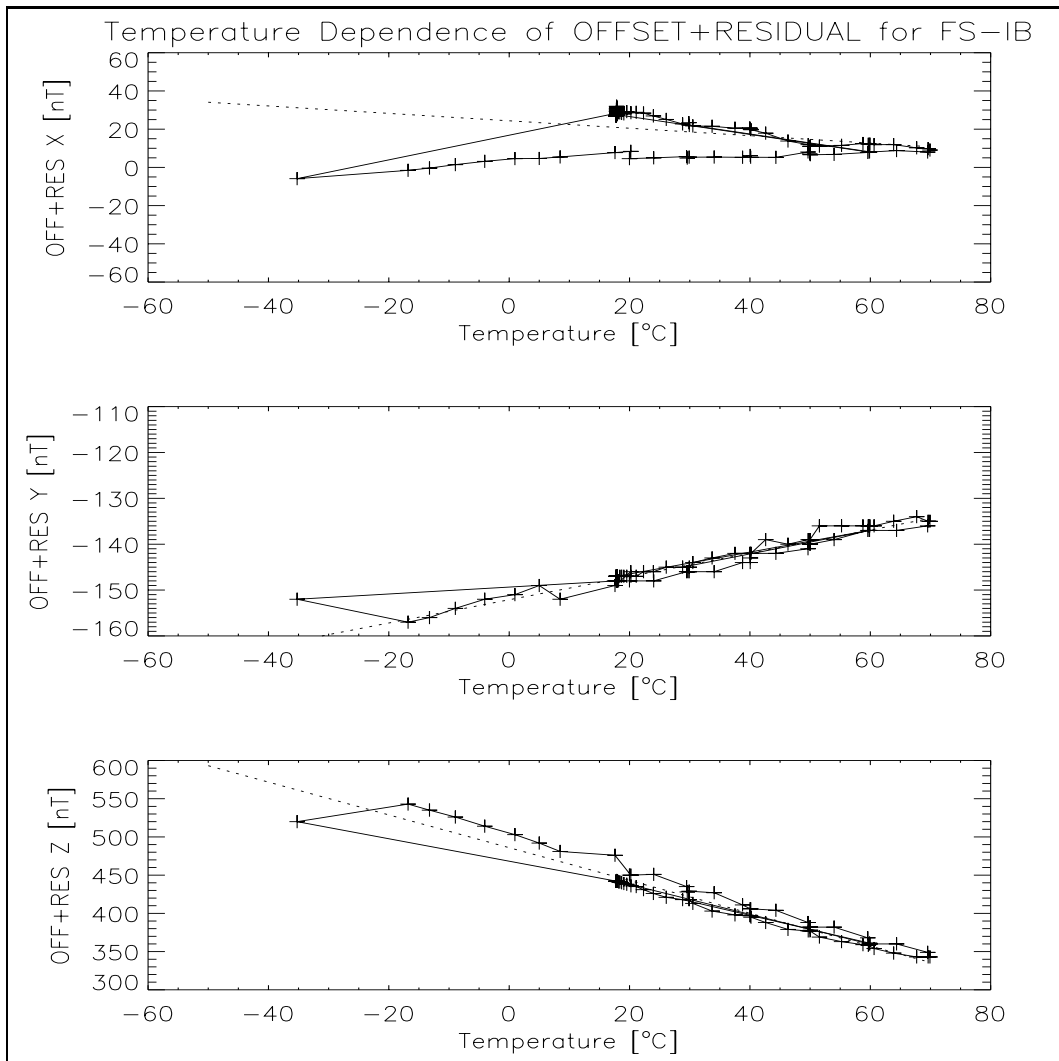 Temperature Dependence of OFFSET+RESIDUAL for FS-IB
OFF+RES X [nT]
60
40
20
0
-20
-40
-60
-60 -40 -20 0 20 40 60 80
Temperature [°C]
OFF+RES Y [nT]
-110
-120
-130
-140
-150
-160
-60 -40 -20 0 20 40 60 80
Temperature [°C]
OFF+RES Z [nT]
600
550
500
450
400
350
300
-60 -40 -20 0 20 40 60 80
Temperature [°C]